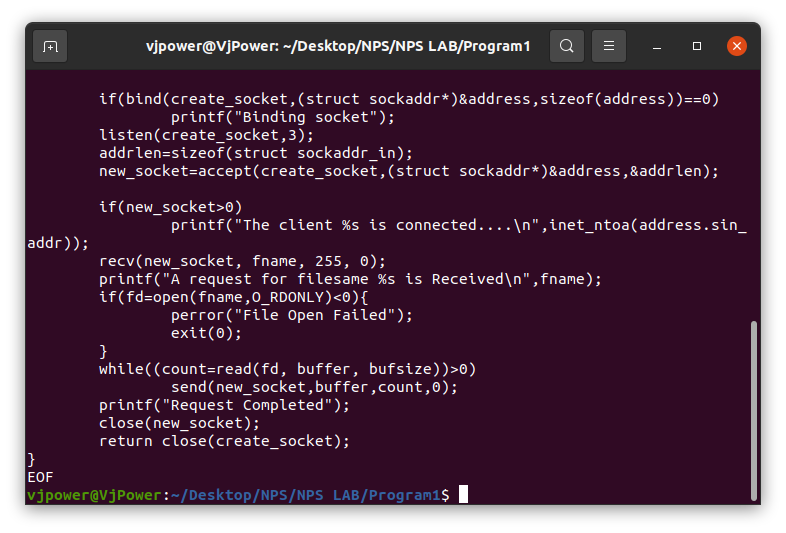 vjpower@VjPower: ~/Desktop/NPS/NPS LAB/Program1
if(bind(create_socket,(struct sockaddr*)&address,sizeof(address))==0)
printf("Binding socket");
listen(create_socket,3);
addrlen=sizeof(struct sockaddr_in);
new_socket=accept(create_socket,(struct sockaddr*)&address,&addrlen);
if(new_socket>0)
printf("The client %s is connected....\n",inet_ntoa(address.sin_
addr));
recv(new_socket, fname, 255, 0);
printf("A request for filesame %s is Received\n",fname);
if(fd=open(fname,O_RDONLY)<0){
perror("File Open Failed");
exit(0);
}
while((count=read(fd, buffer, bufsize))>0)
send(new_socket,buffer,count,0);
printf("Request Completed");
close(new_socket);
return close(create_socket);
}
EOF
vjpower@VjPower:~/Desktop/NPS/NPS LAB/Program1$